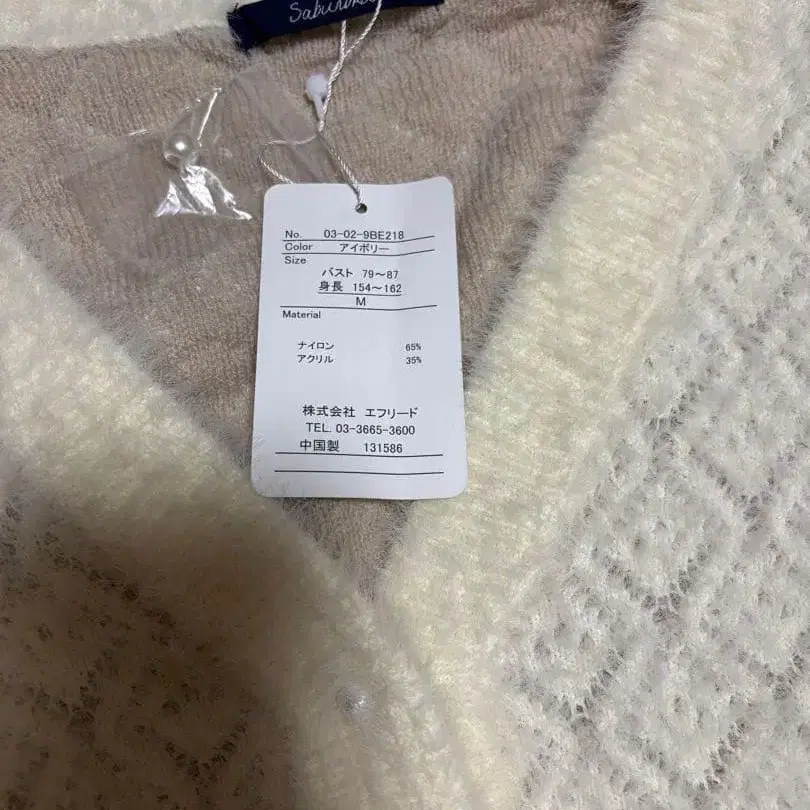 No. 03-02-9BE218
Color アイボリー
Size
バスト 79～87
身長 154～162
M
Material
ナイロン 65%
アクリル 35%
株式会社 エフリード
TEL. 03-3665-3600
中国製 131586